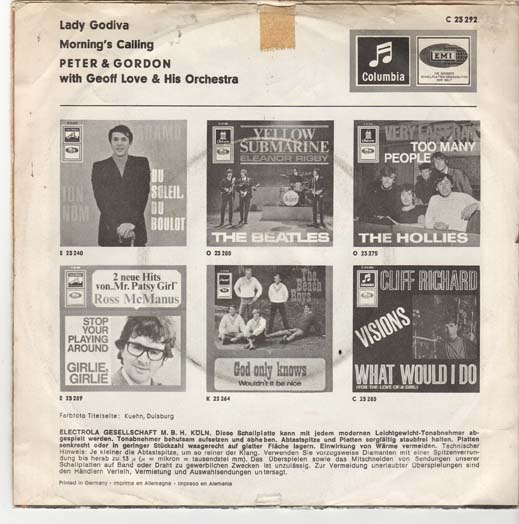 Lady Godiva
C 23 292
Morning's Calling
PETER & GORDON
with Geoff Love & His Orchestra
Columbia
EMI
ADAMO
TON NOM
DU
SOLEIL,
DU
BOULOT
YELLOW
SUBMARINE
ELEANOR RIGBY
THE BEATLES
TOO MANY
PEOPLE
THE HOLLIES
E 23 240
O 23 280
O 23 275
2 neue Hits
von „Mr. Patsy Girl"
Ross McManus
STOP
YOUR
PLAYING
AROUND
GIRLIE,
GIRLIE
The
Beach
Boys
God only knows
Wouldn't it be nice
CLIFF RICHARD
VISIONS
WHAT WOULD I DO
(FOR THE LOVE OF A GIRL)
E 23 289
K 23 264
C 23 283
Farbfoto Titelseite: Kuehn, Duisburg
ELECTROLA GESELLSCHAFT M. B. H. KÖLN. Diese Schallplatte kann mit jedem modernen Leichtgewicht-Tonabnehmer ab-
gespielt werden. Tonabnehmer behutsam aufsetzen und abheben. Abtastspitze und Platten sorgfältig staubfrei halten. Platten
senkrecht oder in geringer Stückzahl waagerecht auf glatter Fläche lagern. Einwirkung von Wärme vermeiden. Technischer
Hinweis: Je kleiner die Abtastspitze, um so reiner der Klang. Verwenden Sie vorzugsweise Diamanten mit einer Spitzenverrun-
dung bis herab zu 13 µ (µ = mikron = tausendstel mm). Das Überspielen sowie das Mitschneiden von Sendungen unserer
Schallplatten auf Band oder Draht zu gewerblichen Zwecken ist unzulässig. Zur Vermeidung unerlaubter Überspielungen sind
den Händlern Verleih, Vermietung und Auswahlsendungen untersagt.
Printed in Germany - Imprimé en Allemagne - Impreso en Alemania